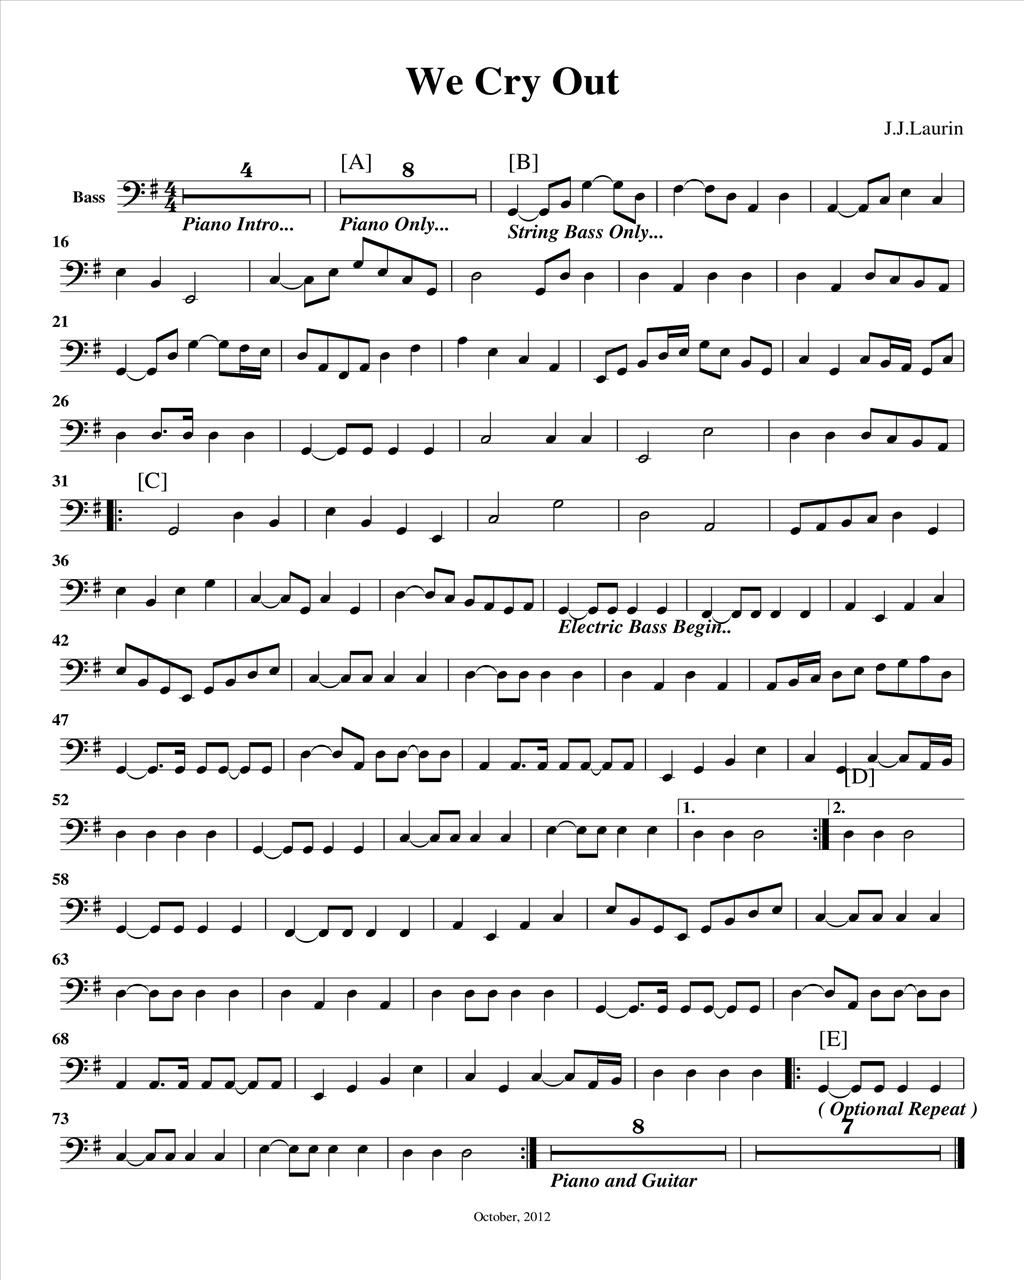 We Cry Out
J.J.Laurin
4 [A] 8 [B]
Bass
4
4
Piano Intro... Piano Only... String Bass Only...
16
21
26
31 [C]
36
Electric Bass Begin..
42
47
[D]
52 1. 2.
58
63
68 [E]
( Optional Repeat )
73 8 7
Piano and Guitar
October, 2012